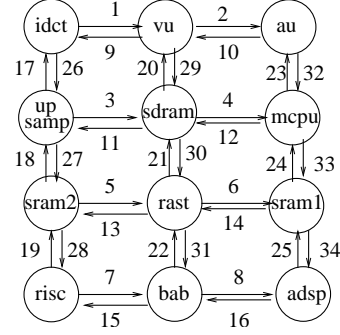 1 2
idct vu au
9 10
17 26 20 29 23 32
3 4
up samp sdram mcpu
11 12
18 27 21 30 24 33
5 6
sram2 rast sram1
13 14
19 28 22 31 25 34
7 8
risc bab adsp
15 16